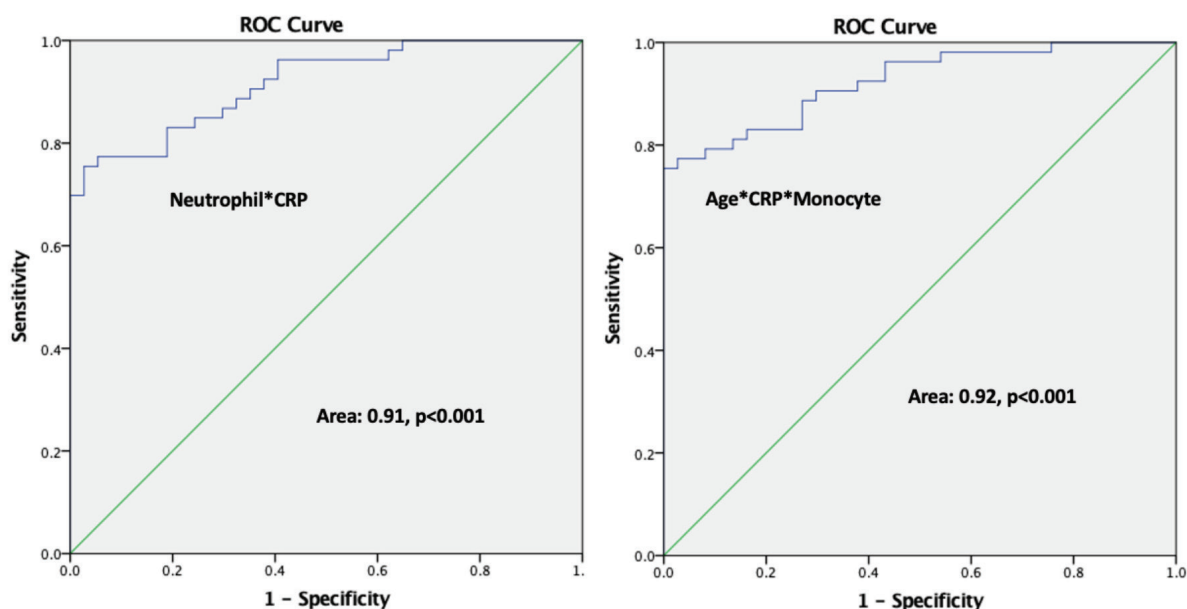 ROC Curve
1.0
0.8
0.6
0.4
0.2
0.0
Sensitivity
Neutrophil*CRP
Area: 0.91, p<0.001
0.0
0.2
0.4
0.6
0.8
1.
1 - Specificity
ROC Curve
1.0
0.8
0.6
0.4
0.2
0.0
Sensitivity
Age*CRP*Monocyte
Area: 0.92, p<0.001
0.0
0.2
0.4
0.6
0.8
1.0
1 - Specificity